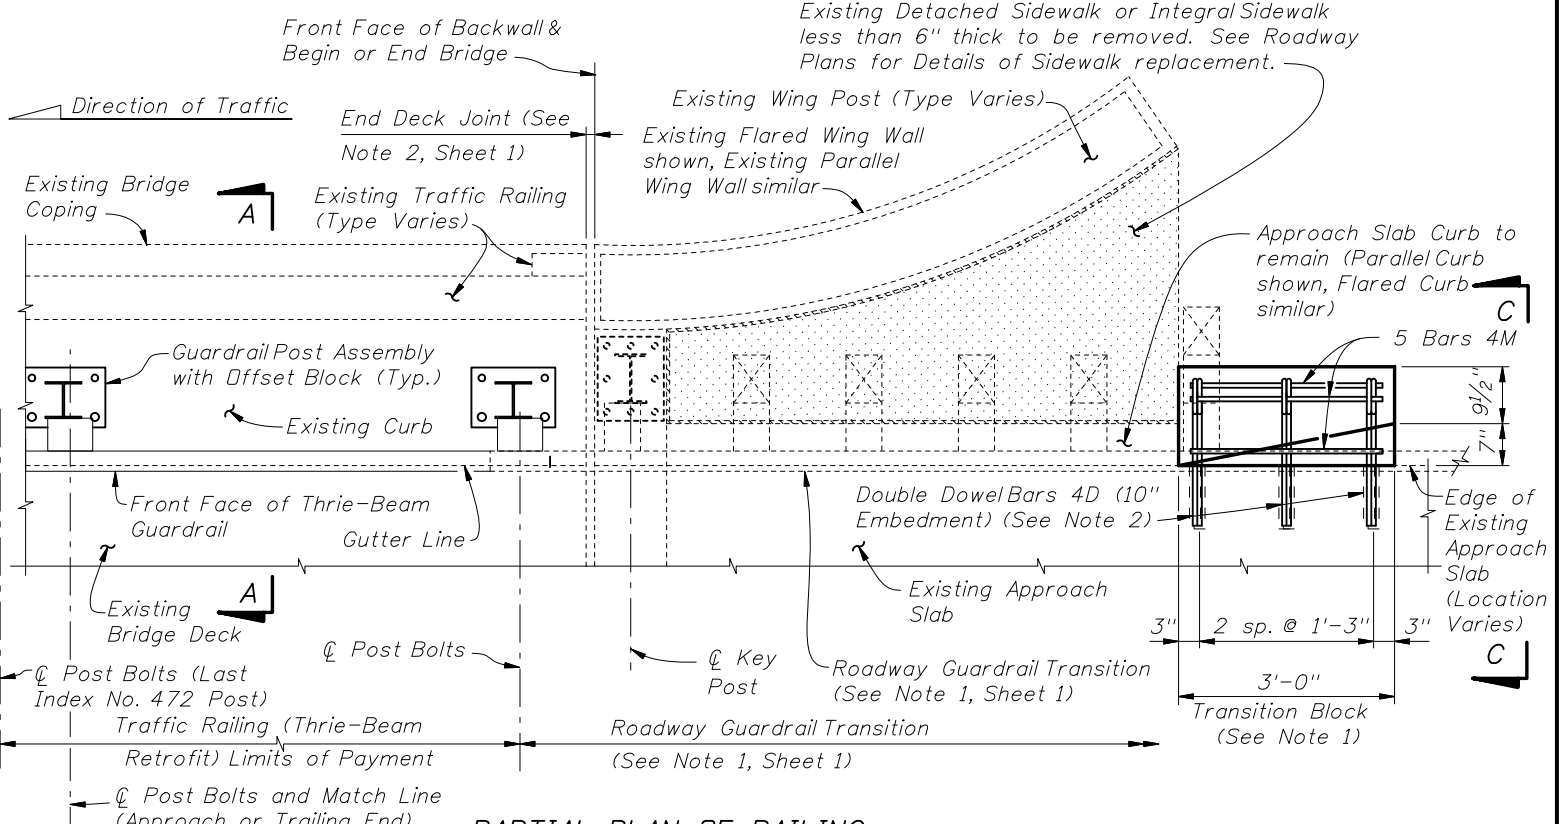 Existing Detached Sidewalk or Integral Sidewalk
less than 6" thick to be removed. See Roadway
Plans for Details of Sidewalk replacement.
Front Face of Backwall &
Begin or End Bridge
Direction of Traffic
End Deck Joint (See
Note 2, Sheet 1)
Existing Wing Post (Type Varies)
Existing Flared Wing Wall
shown, Existing Parallel
Wing Wall similar
Existing Bridge
Coping
A
Existing Traffic Railing
(Type Varies)
Approach Slab Curb to
remain (Parallel Curb
shown, Flared Curb
similar)
C
5 Bars 4M
Guardrail Post Assembly
with Offset Block (Typ.)
Existing Curb
9½"
7"
Front Face of Thrie-Beam
Guardrail
Gutter Line
Double Dowel Bars 4D (10"
Embedment) (See Note 2)
Edge of
Existing
Approach
Slab
(Location
Varies)
Existing Approach
Slab
A
Existing
Bridge Deck
3"
2 sp. @ 1'-3"
3"
℄ Post Bolts
℄ Key
Post
Roadway Guardrail Transition
(See Note 1, Sheet 1)
C
℄ Post Bolts (Last
Index No. 472 Post)
3'-0"
Transition Block
(See Note 1)
Traffic Railing (Thrie-Beam
Retrofit) Limits of Payment
Roadway Guardrail Transition
(See Note 1, Sheet 1)
℄ Post Bolts and Match Line
(Approach or Trailing End)
PARTIAL PLAN OF RAILING